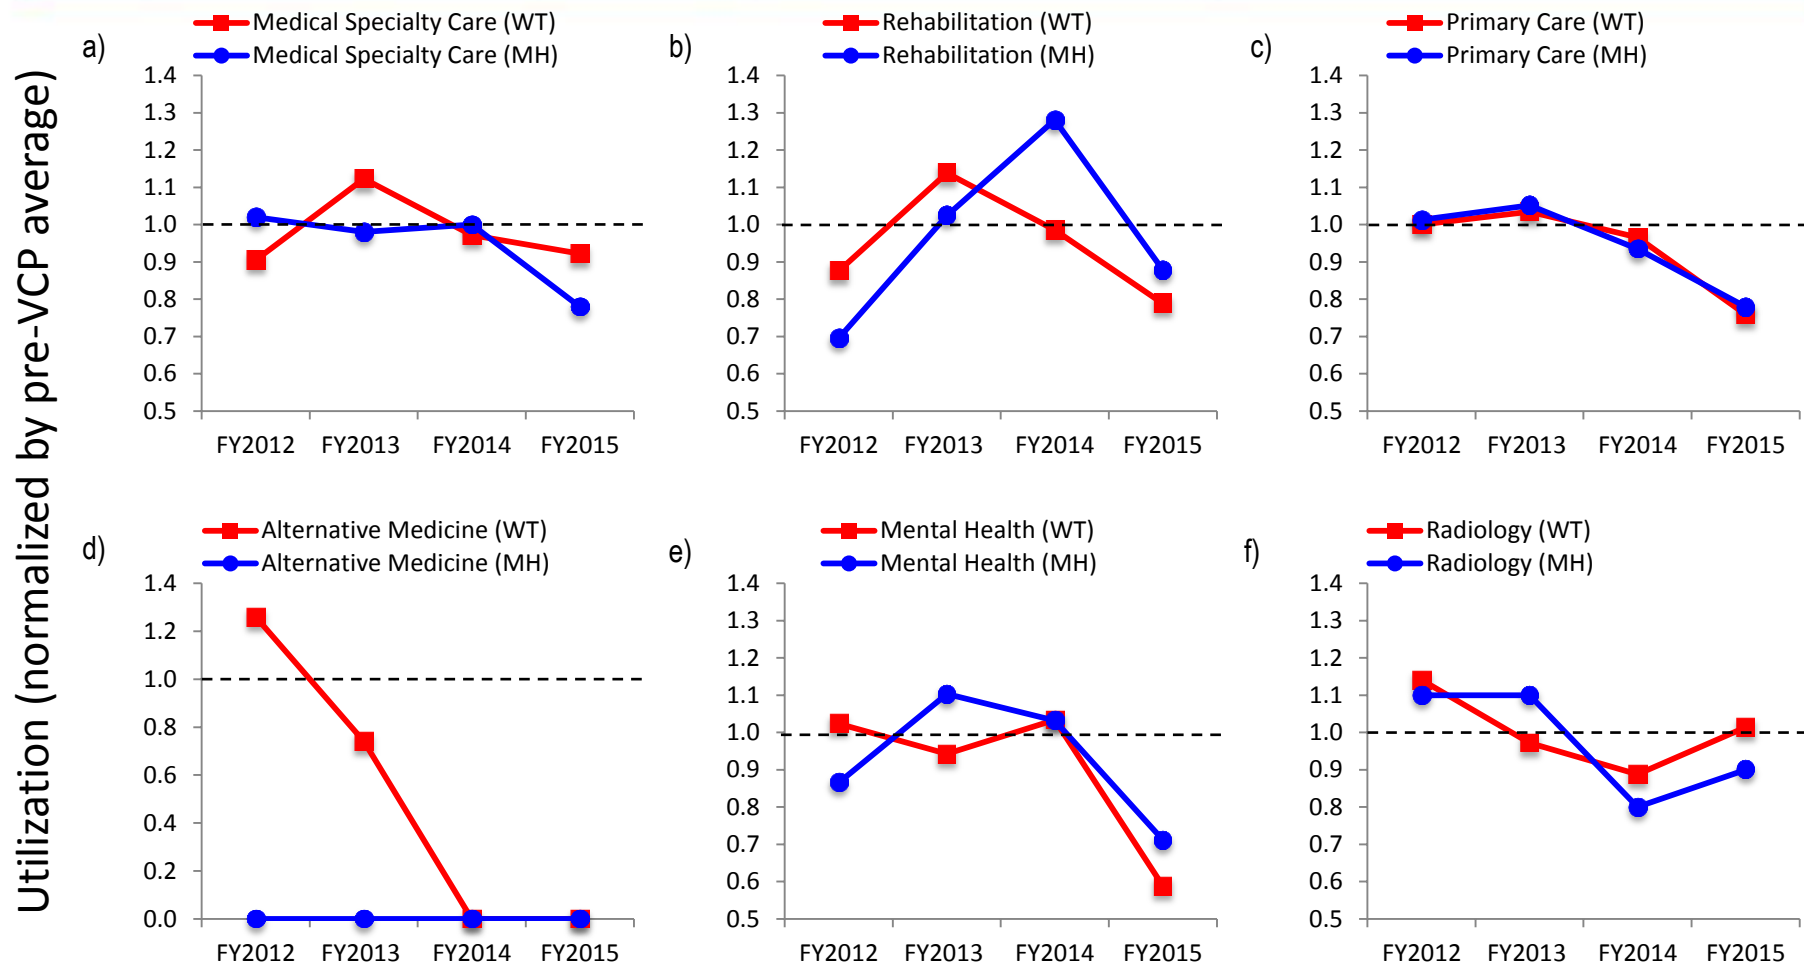 Utilization (normalized by pre-VCP average)
a)
Medical Specialty Care (WT)
Medical Specialty Care (MH)
1.4
1.3
1.2
1.1
1.0
0.9
0.8
0.7
0.6
0.5
FY2012 FY2013 FY2014 FY2015
b)
Rehabilitation (WT)
Rehabilitation (MH)
1.4
1.3
1.2
1.1
1.0
0.9
0.8
0.7
0.6
0.5
FY2012 FY2013 FY2014 FY2015
c)
Primary Care (WT)
Primary Care (MH)
1.4
1.3
1.2
1.1
1.0
0.9
0.8
0.7
0.6
0.5
FY2012 FY2013 FY2014 FY2015
d)
Alternative Medicine (WT)
Alternative Medicine (MH)
1.4
1.2
1.0
0.8
0.6
0.4
0.2
0.0
FY2012 FY2013 FY2014 FY2015
e)
Mental Health (WT)
Mental Health (MH)
1.4
1.3
1.2
1.1
1.0
0.9
0.8
0.7
0.6
0.5
FY2012 FY2013 FY2014 FY2015
f)
Radiology (WT)
Radiology (MH)
1.4
1.3
1.2
1.1
1.0
0.9
0.8
0.7
0.6
0.5
FY2012 FY2013 FY2014 FY2015